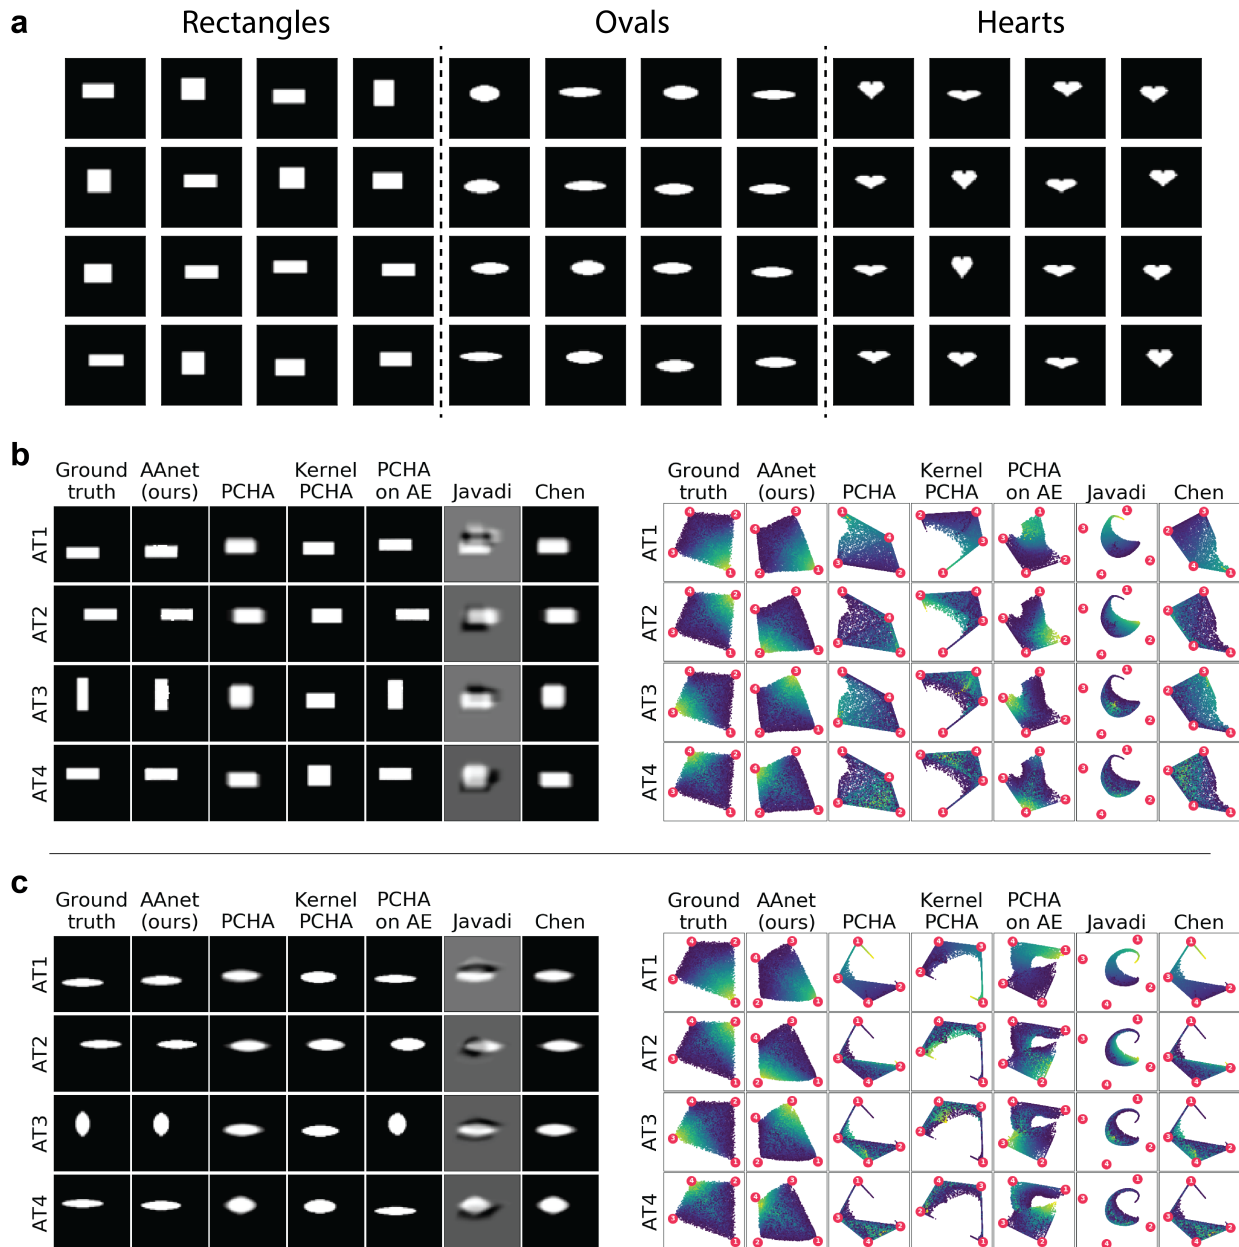 a
Rectangles Ovals Hearts
b
Ground truth AAnet (ours) PCHA Kernel PCHA PCHA on AE Javadi Chen
Ground truth AAnet (ours) PCHA Kernel PCHA PCHA on AE Javadi Chen
AT1 AT1
AT2 AT2
AT3 AT3
AT4 AT4
c
Ground truth AAnet (ours) PCHA Kernel PCHA PCHA on AE Javadi Chen
Ground truth AAnet (ours) PCHA Kernel PCHA PCHA on AE Javadi Chen
AT1 AT1
AT2 AT2
AT3 AT3
AT4 AT4